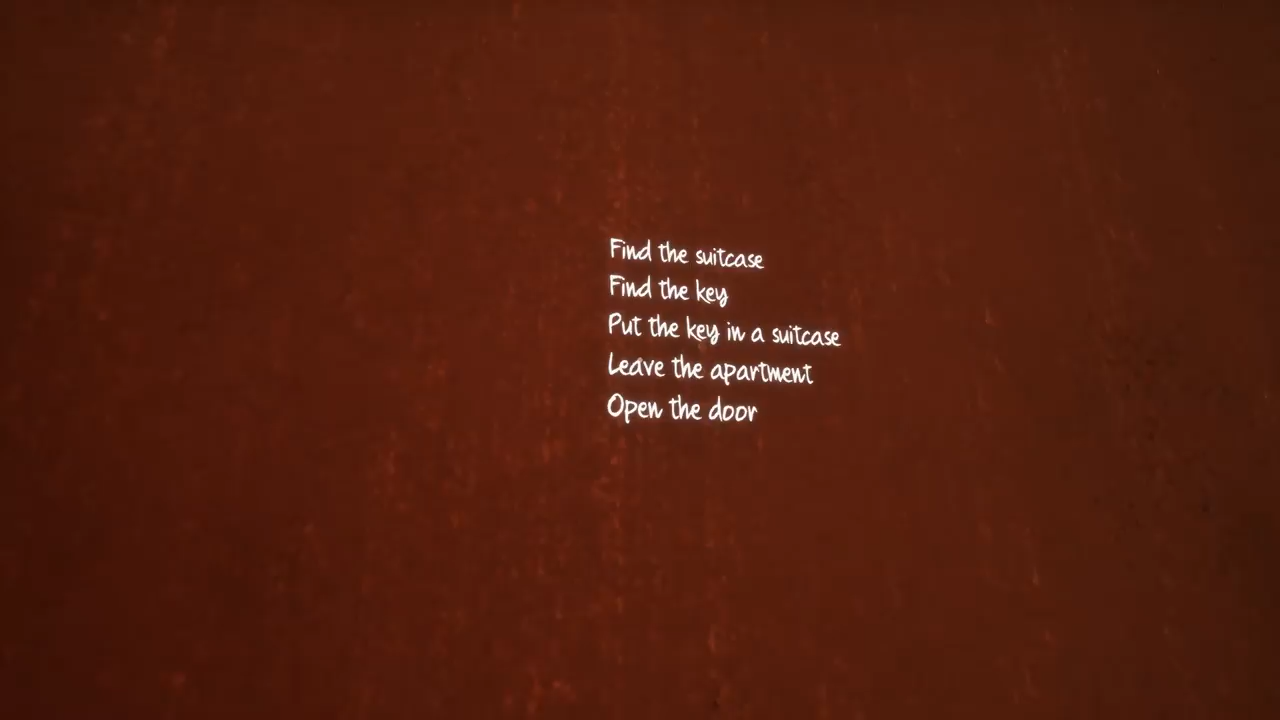 Find the suitcase
Find the key
Put the key in a suitcase
Leave the apartment
Open the door